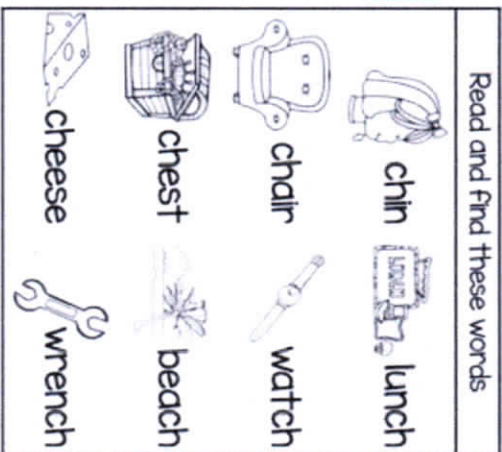 Read and find these words
chin lunch
chair watch
chest beach
cheese wrench